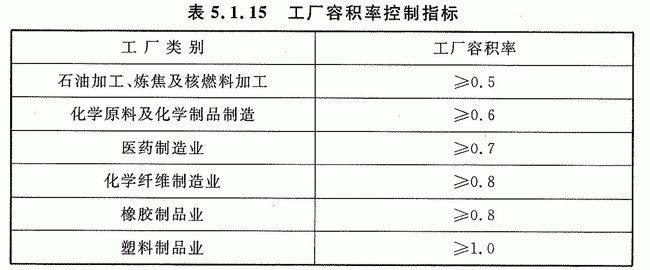 表 5.1.15 工厂容积率控制指标
工 厂 类 别 工厂容积率
石油加工、炼焦及核燃料加工 ≥0.5
化学原料及化学制品制造 ≥0.6
医药制造业 ≥0.7
化学纤维制造业 ≥0.8
橡胶制品业 ≥0.8
塑料制品业 ≥1.0